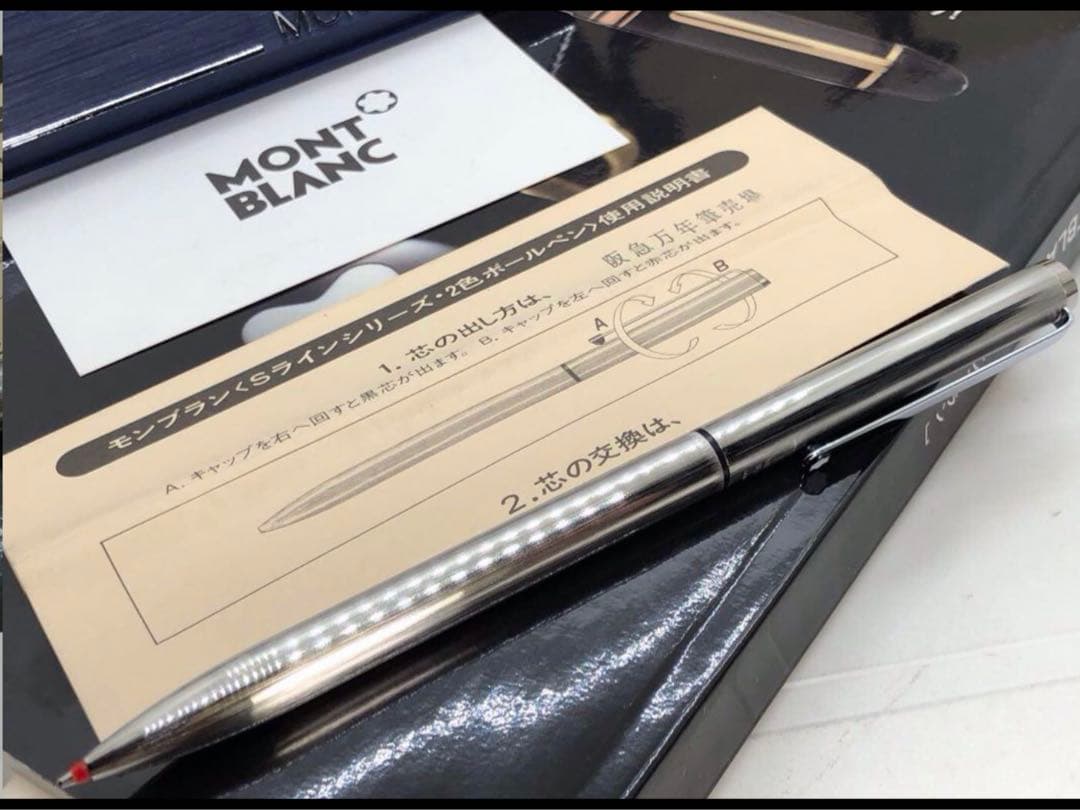 MONT
BLANC
モンブラン〈Sラインシリーズ・2色ボールペン〉使用説明書
阪急万年筆売場
1. 芯の出し方は、
A. キャップを右へ回すと黒芯が出ます。 B. キャップを左へ回すと赤芯が出ます。
A
B
2. 芯の交換は、